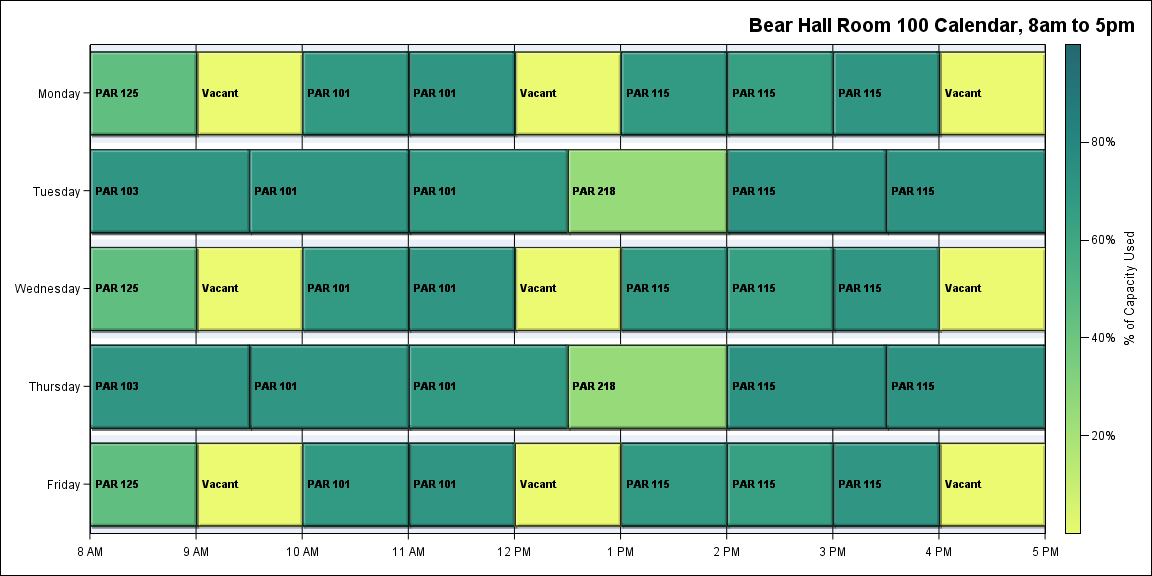 Bear Hall Room 100 Calendar, 8am to 5pm
Monday PAR 125 Vacant PAR 101 PAR 101 Vacant PAR 115 PAR 115 PAR 115 Vacant
Tuesday PAR 103 PAR 101 PAR 101 PAR 218 PAR 115 PAR 115
Wednesday PAR 125 Vacant PAR 101 PAR 101 Vacant PAR 115 PAR 115 PAR 115 Vacant
Thursday PAR 103 PAR 101 PAR 101 PAR 218 PAR 115 PAR 115
Friday PAR 125 Vacant PAR 101 PAR 101 Vacant PAR 115 PAR 115 PAR 115 Vacant
8 AM 9 AM 10 AM 11 AM 12 PM 1 PM 2 PM 3 PM 4 PM 5 PM
80%
60%
40%
20%
% of Capacity Used